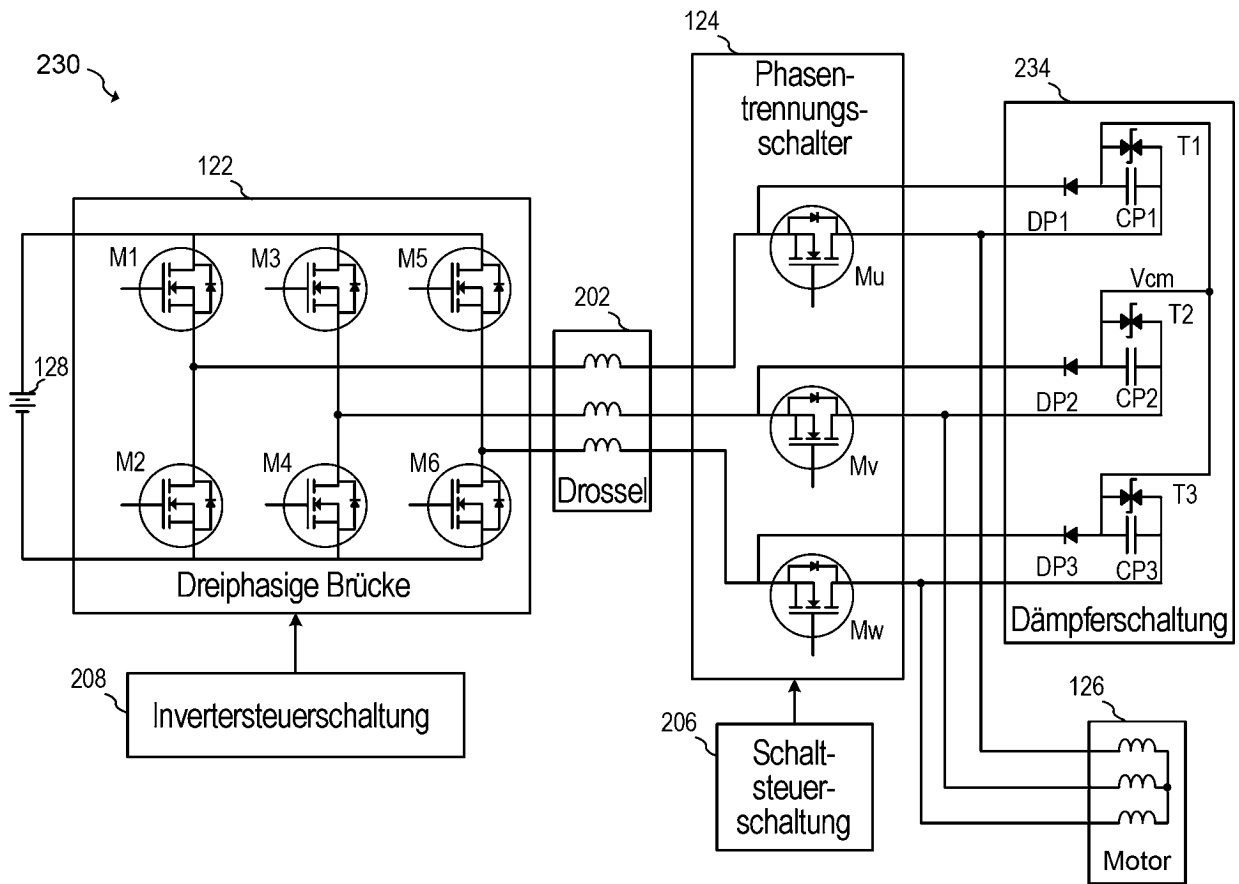 230
122
M1
M3
M5
128
M2
M4
M6
Dreiphasige Brücke
208
Invertersteuerschaltung
202
Drossel
124
Phasen-
trennungs-
schalter
Mu
Mv
Mw
206
Schalt-
steuer-
schaltung
234
T1
DP1
CP1
Vcm
T2
DP2
CP2
T3
DP3
CP3
Dämpferschaltung
126
Motor